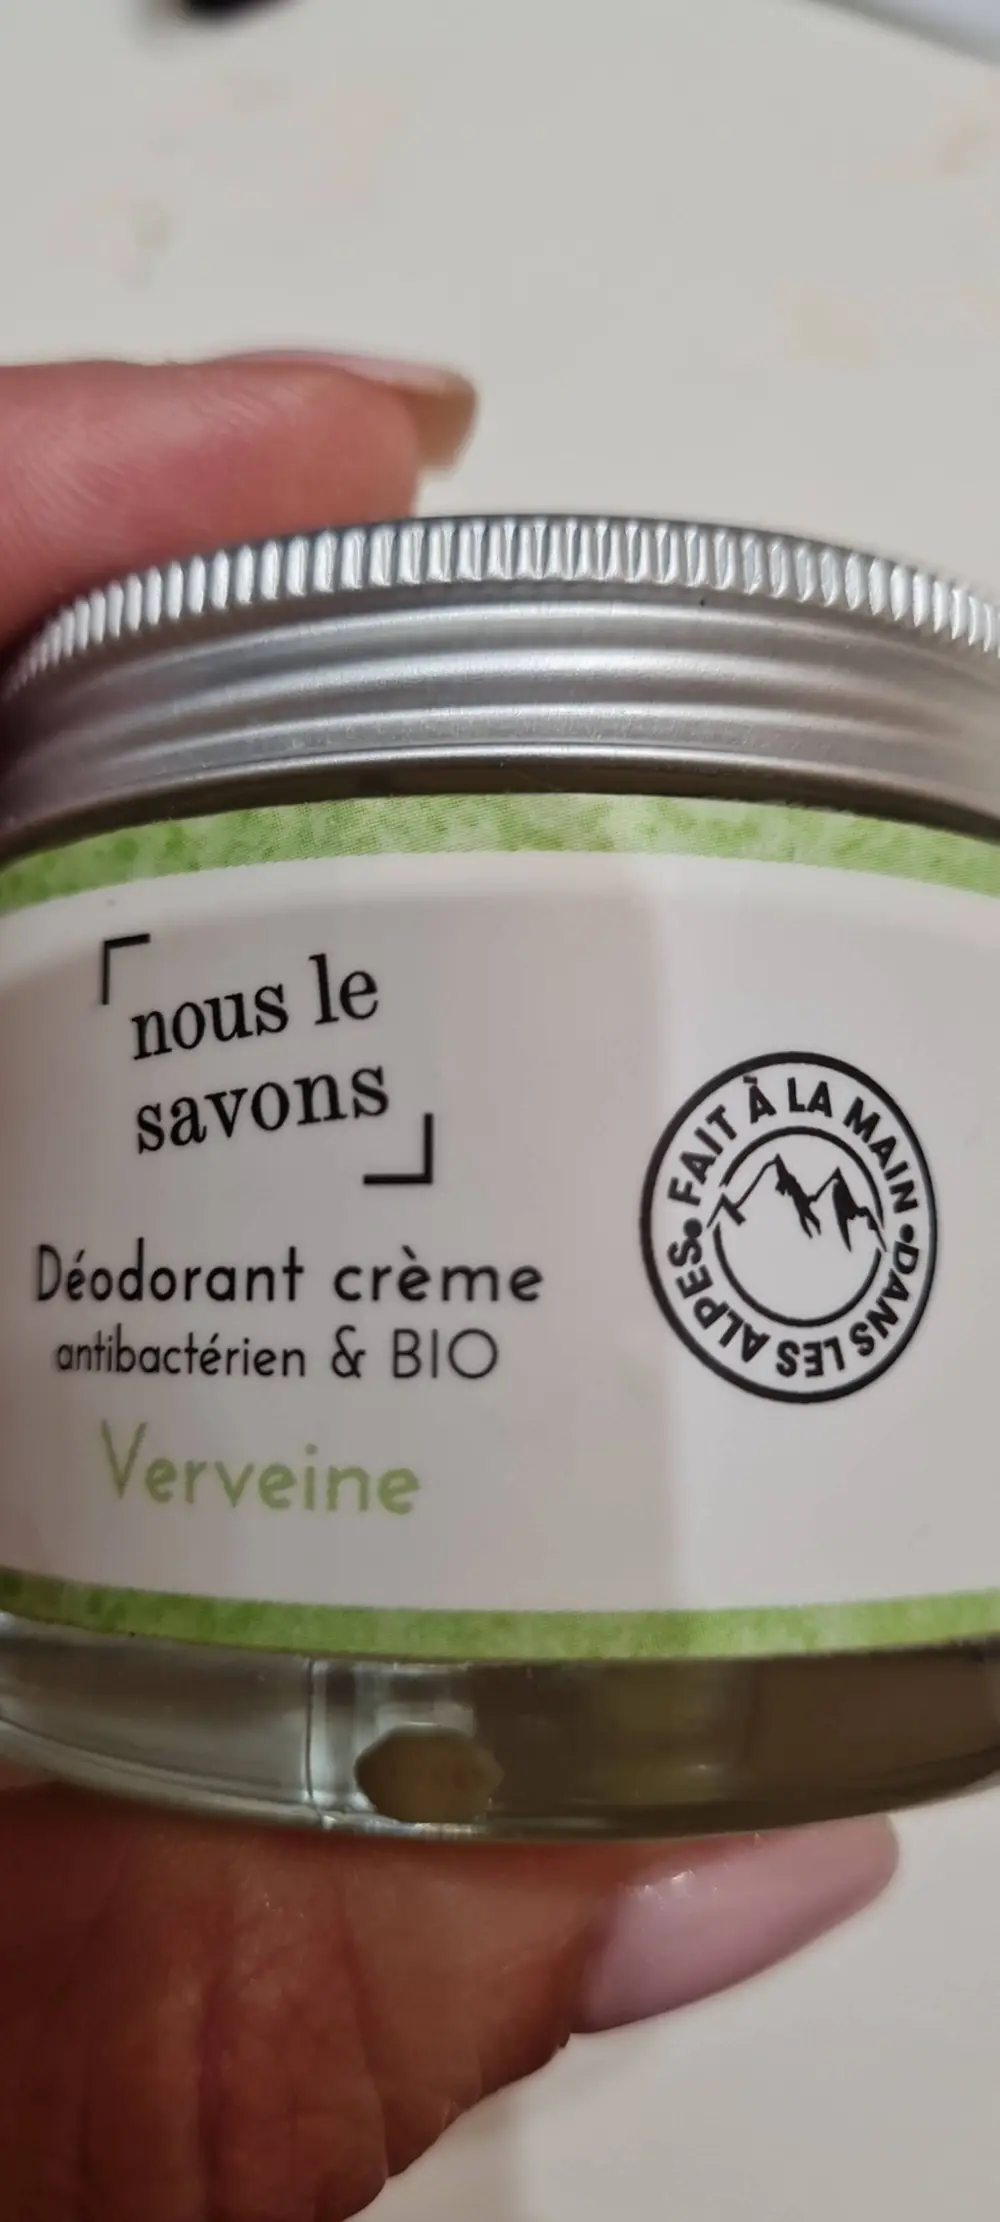 nous le
savons
Déodorant crème
antibactérien & BIO
Verveine
FAIT À LA MAIN • DANS LES ALPES •